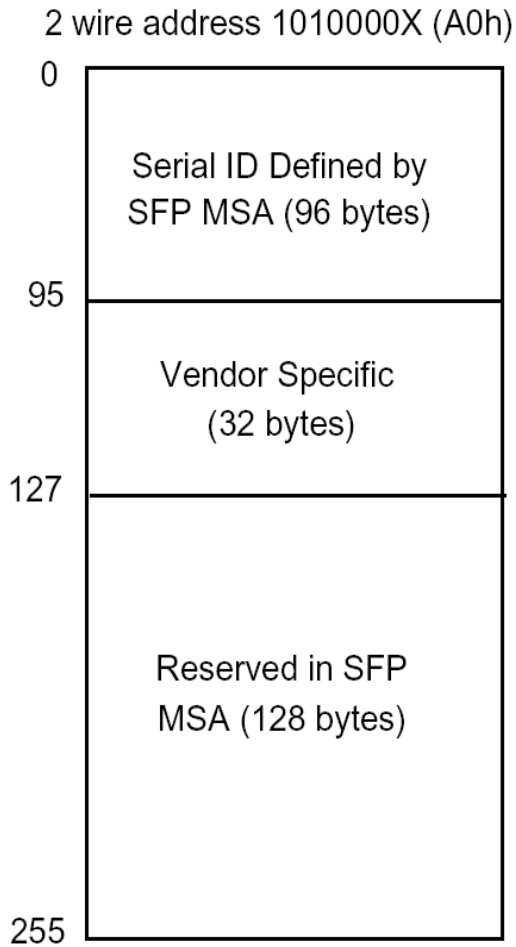 2 wire address 1010000X (A0h)
0
Serial ID Defined by
SFP MSA (96 bytes)
95
Vendor Specific
(32 bytes)
127
Reserved in SFP
MSA (128 bytes)
255